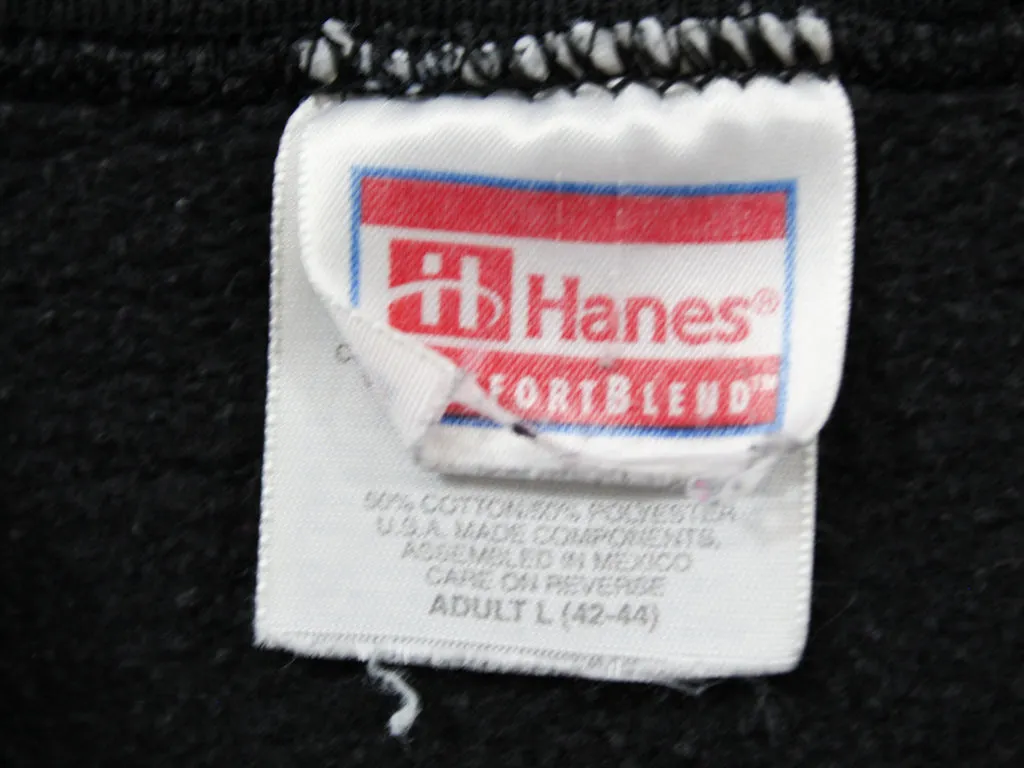 Hanes®
FORTBLEND™
50% COTTON/50% POLYESTER
U.S.A. MADE COMPONENTS,
ASSEMBLED IN MEXICO
CARE ON REVERSE
ADULT L (42-44)